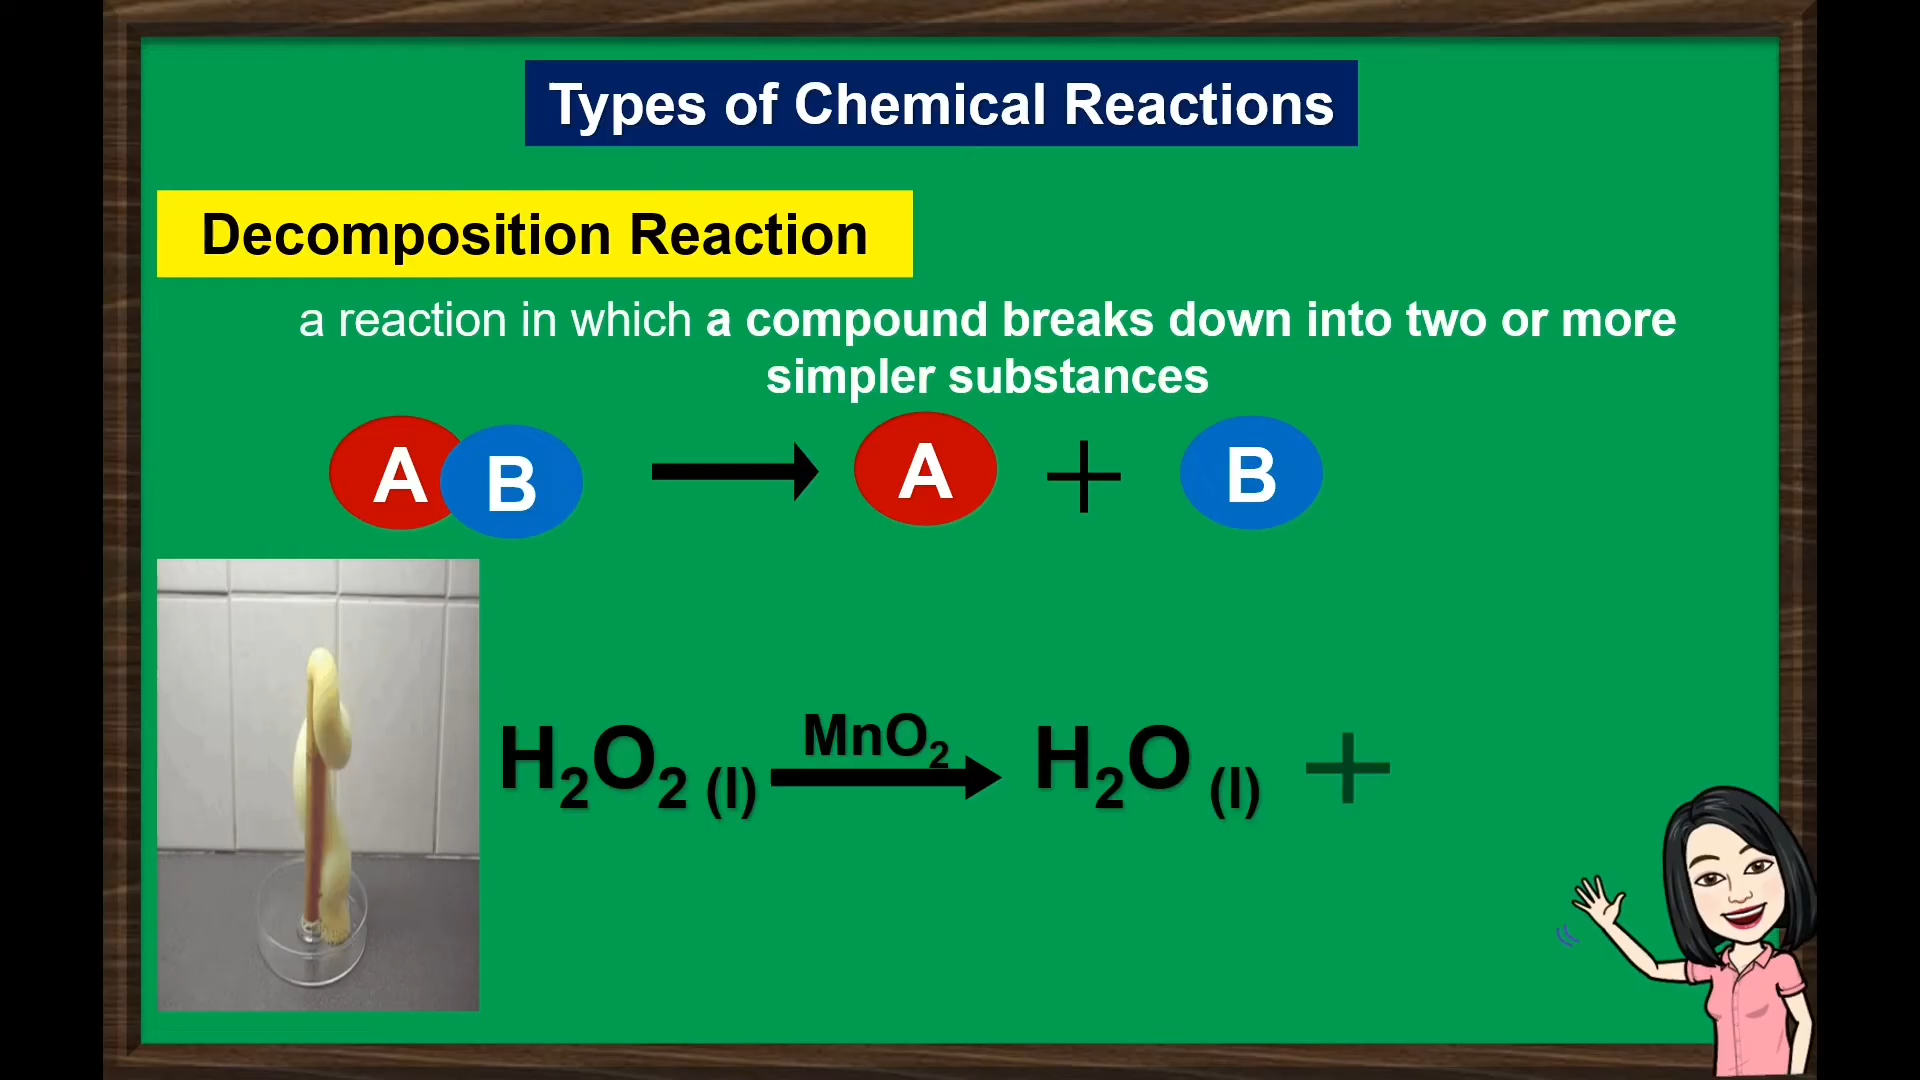 Types of Chemical Reactions
Decomposition Reaction
a reaction in which a compound breaks down into two or more
simpler substances
A B A + B
MnO₂
H₂O₂ (l) H₂O (l) +